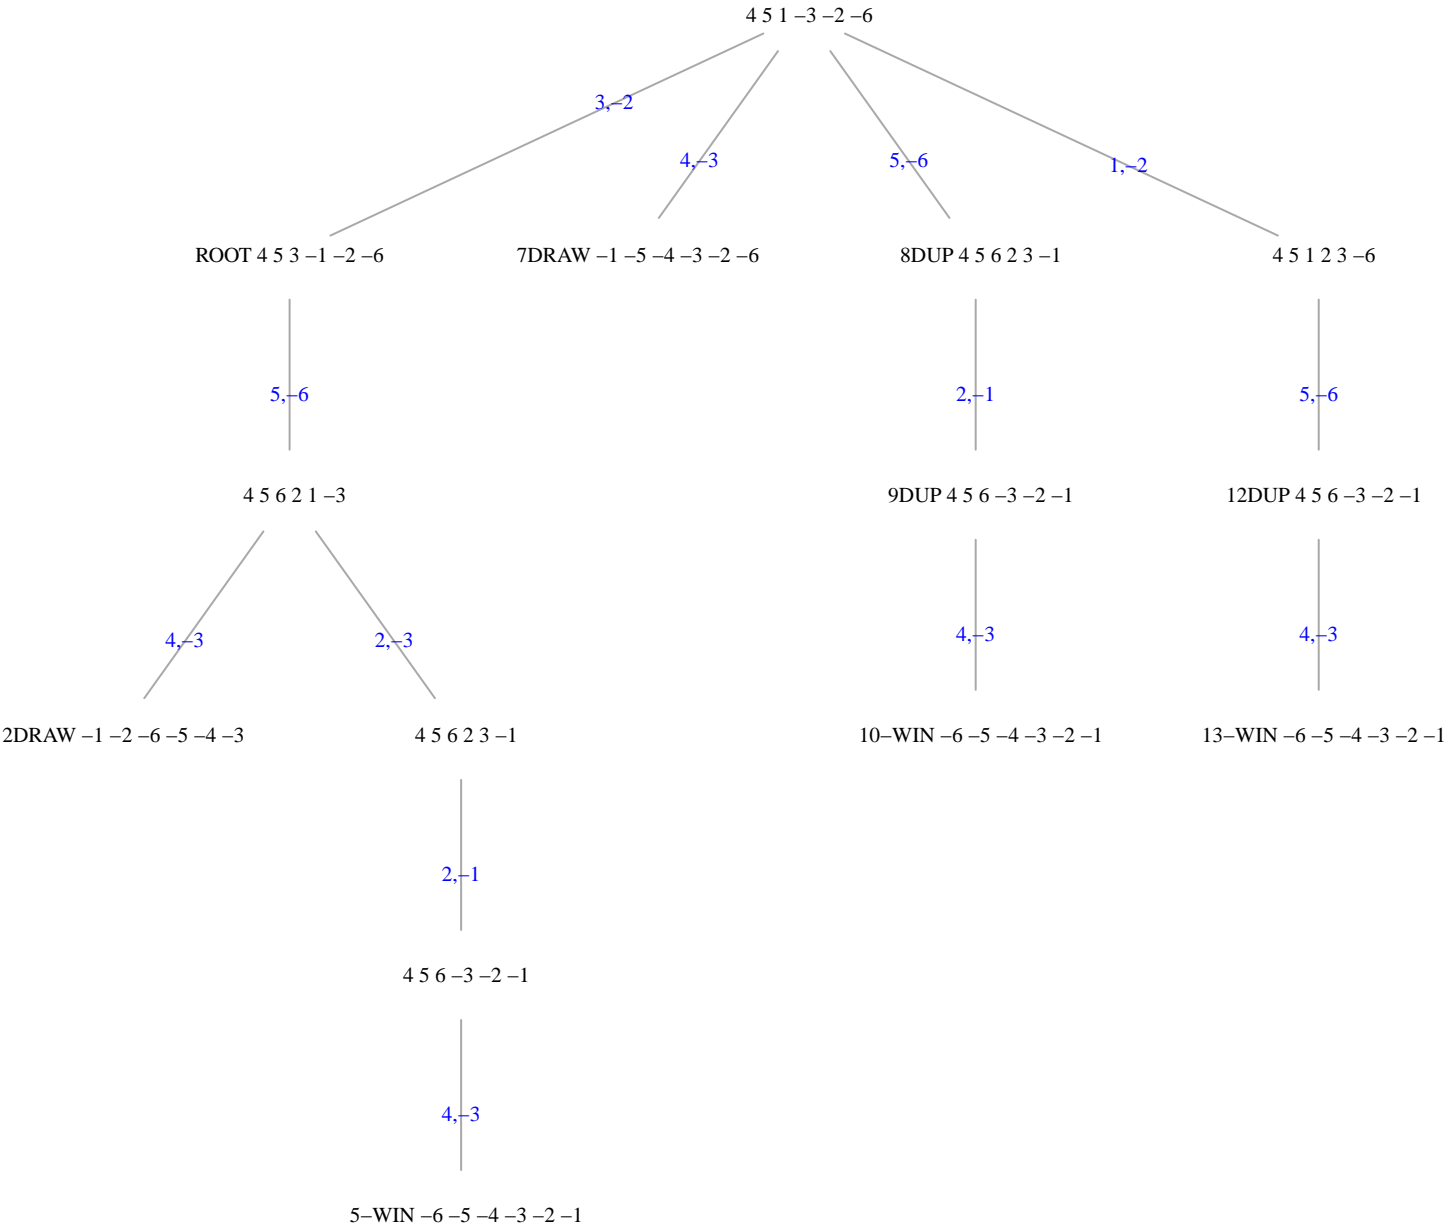 4 5 1 –3 –2 –6
3,–2
4,–3
5,–6
1,–2
ROOT 4 5 3 –1 –2 –6
7DRAW –1 –5 –4 –3 –2 –6
8DUP 4 5 6 2 3 –1
4 5 1 2 3 –6
5,–6
2,–1
5,–6
4 5 6 2 1 –3
9DUP 4 5 6 –3 –2 –1
12DUP 4 5 6 –3 –2 –1
4,–3
2,–3
4,–3
4,–3
2DRAW –1 –2 –6 –5 –4 –3
4 5 6 2 3 –1
10–WIN –6 –5 –4 –3 –2 –1
13–WIN –6 –5 –4 –3 –2 –1
2,–1
4 5 6 –3 –2 –1
4,–3
5–WIN –6 –5 –4 –3 –2 –1